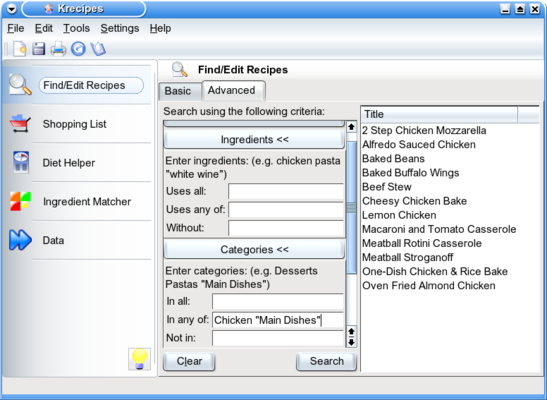 Krecipes
File Edit Tools Settings Help
Find/Edit Recipes
Shopping List
Diet Helper
Ingredient Matcher
Data
Find/Edit Recipes
Basic Advanced
Search using the following criteria:
Ingredients <<
Enter ingredients: (e.g. chicken pasta
"white wine")
Uses all:
Uses any of:
Without:
Categories <<
Enter categories: (e.g. Desserts
Pastas "Main Dishes")
In all:
In any of: Chicken "Main Dishes"
Not in:
Clear Search
Title
2 Step Chicken Mozzarella
Alfredo Sauced Chicken
Baked Beans
Baked Buffalo Wings
Beef Stew
Cheesy Chicken Bake
Lemon Chicken
Macaroni and Tomato Casserole
Meatball Rotini Casserole
Meatball Stroganoff
One-Dish Chicken & Rice Bake
Oven Fried Almond Chicken